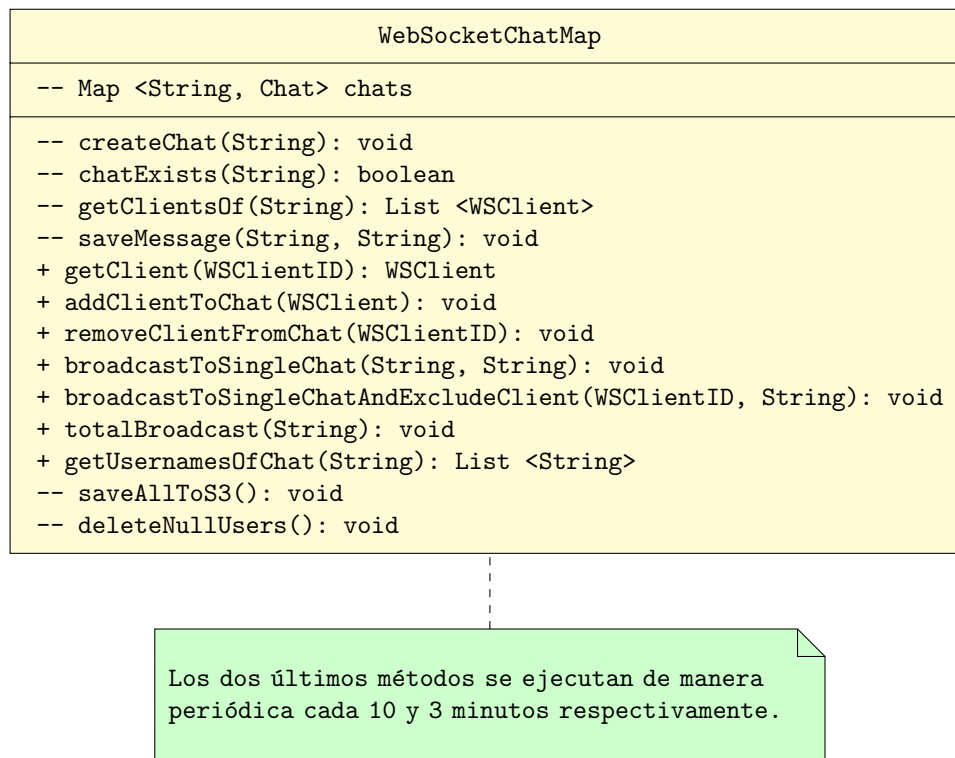 WebSocketChatMap
-- Map <String, Chat> chats
-- createChat(String): void
-- chatExists(String): boolean
-- getClientsOf(String): List <WSClient>
-- saveMessage(String, String): void
+ getClient(WSClientID): WSClient
+ addClientToChat(WSClient): void
+ removeClientFromChat(WSClientID): void
+ broadcastToSingleChat(String, String): void
+ broadcastToSingleChatAndExcludeClient(WSClientID, String): void
+ totalBroadcast(String): void
+ getUsernamesOfChat(String): List <String>
-- saveAllToS3(): void
-- deleteNullUsers(): void
Los dos últimos métodos se ejecutan de manera
periódica cada 10 y 3 minutos respectivamente.